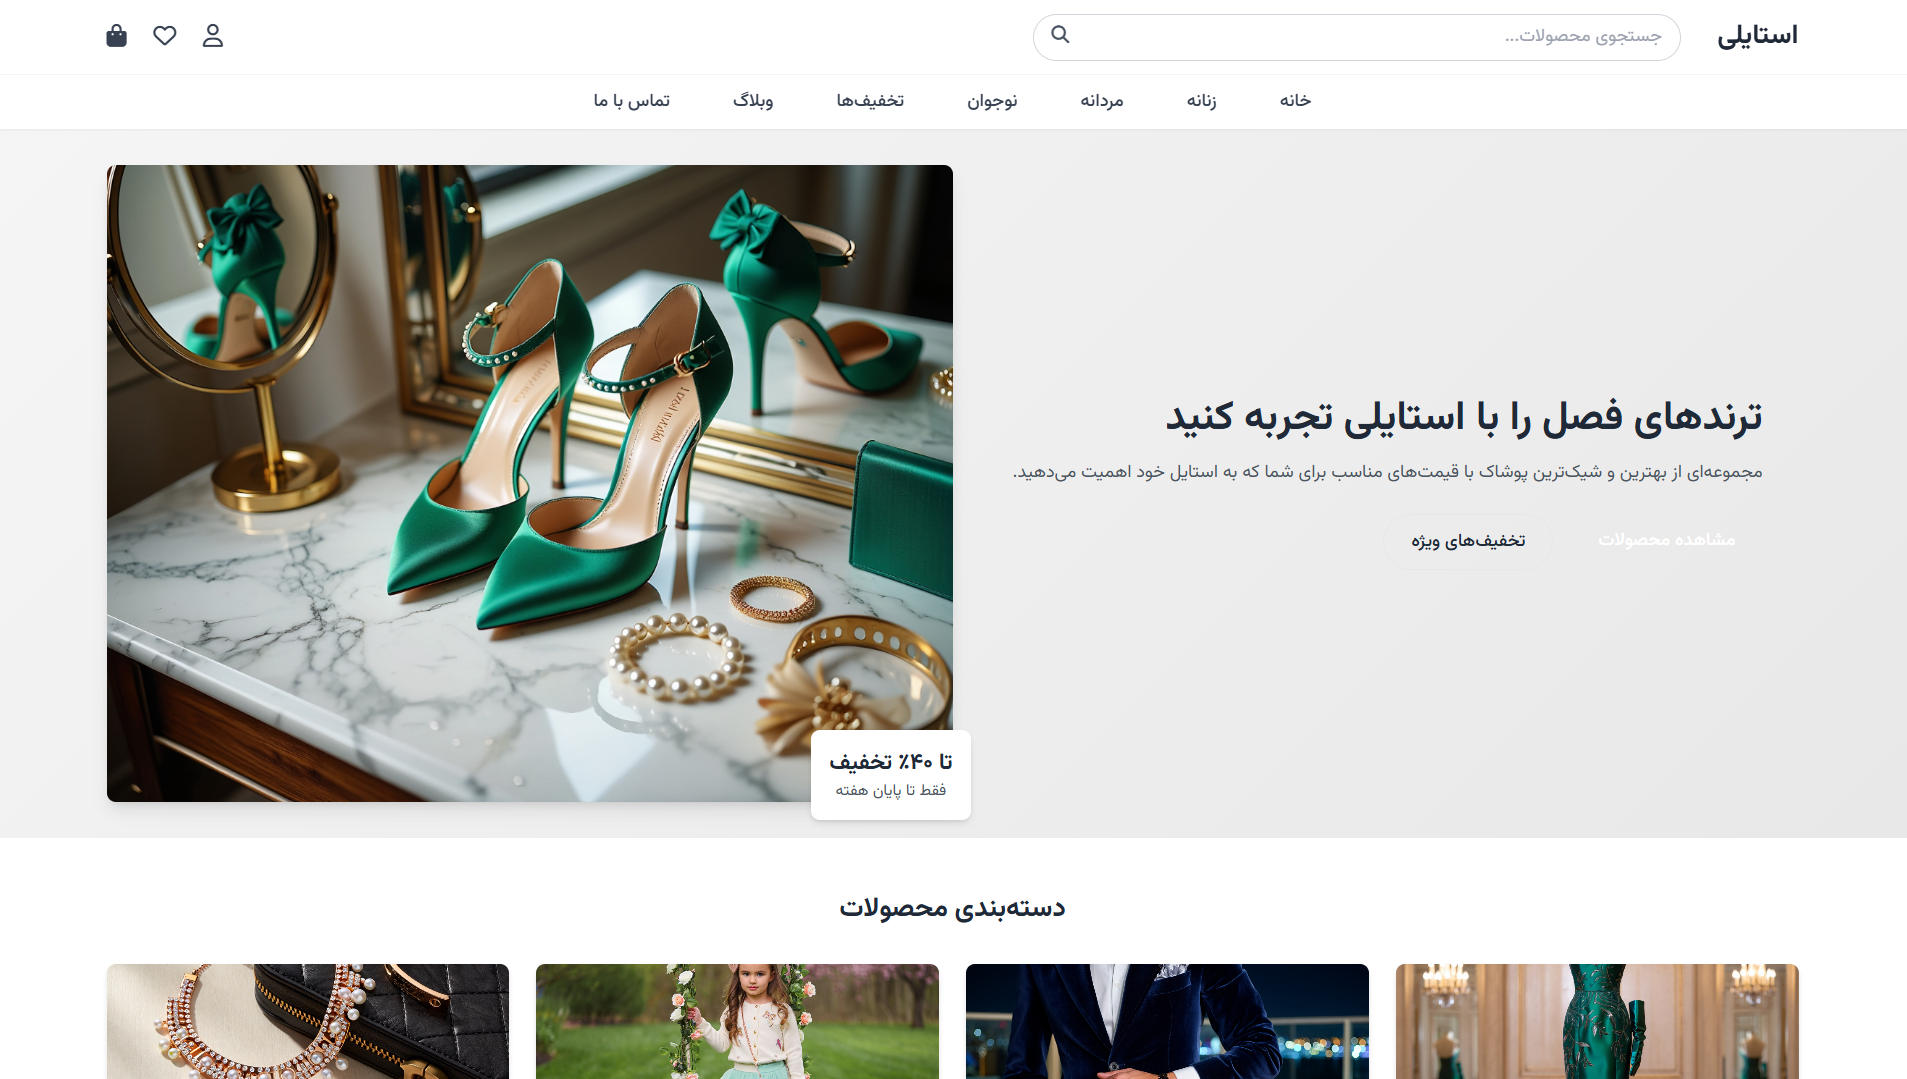 استایلی
جستجوی محصولات...
خانه
زنانه
مردانه
نوجوان
تخفیف‌ها
وبلاگ
تماس با ما
ترندهای فصل را با استایلی تجربه کنید
مجموعه‌ای از بهترین و شیک‌ترین پوشاک با قیمت‌های مناسب برای شما که به استایل خود اهمیت می‌دهید.
مشاهده محصولات
تخفیف‌های ویژه
تا ۴۰٪ تخفیف
فقط تا پایان هفته
دسته‌بندی محصولات